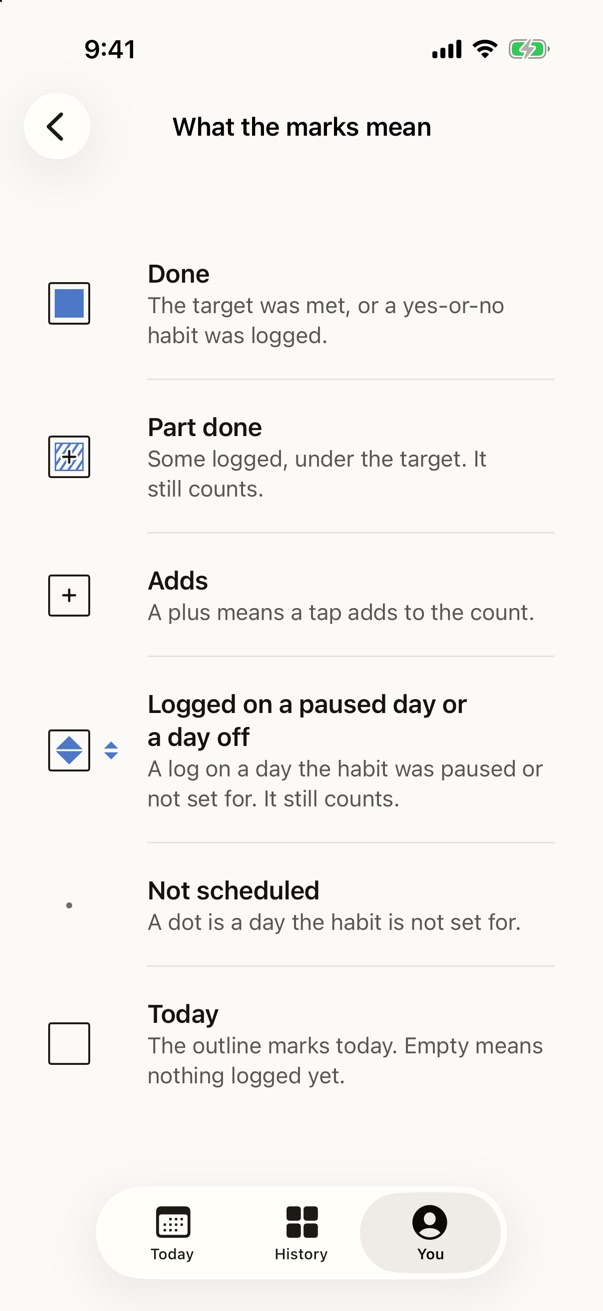 9:41
What the marks mean
Done
The target was met, or a yes-or-no
habit was logged.
Part done
Some logged, under the target. It
still counts.
Adds
A plus means a tap adds to the count.
Logged on a paused day or
a day off
A log on a day the habit was paused or
not set for. It still counts.
Not scheduled
A dot is a day the habit is not set for.
Today
The outline marks today. Empty means
nothing logged yet.
Today
History
You